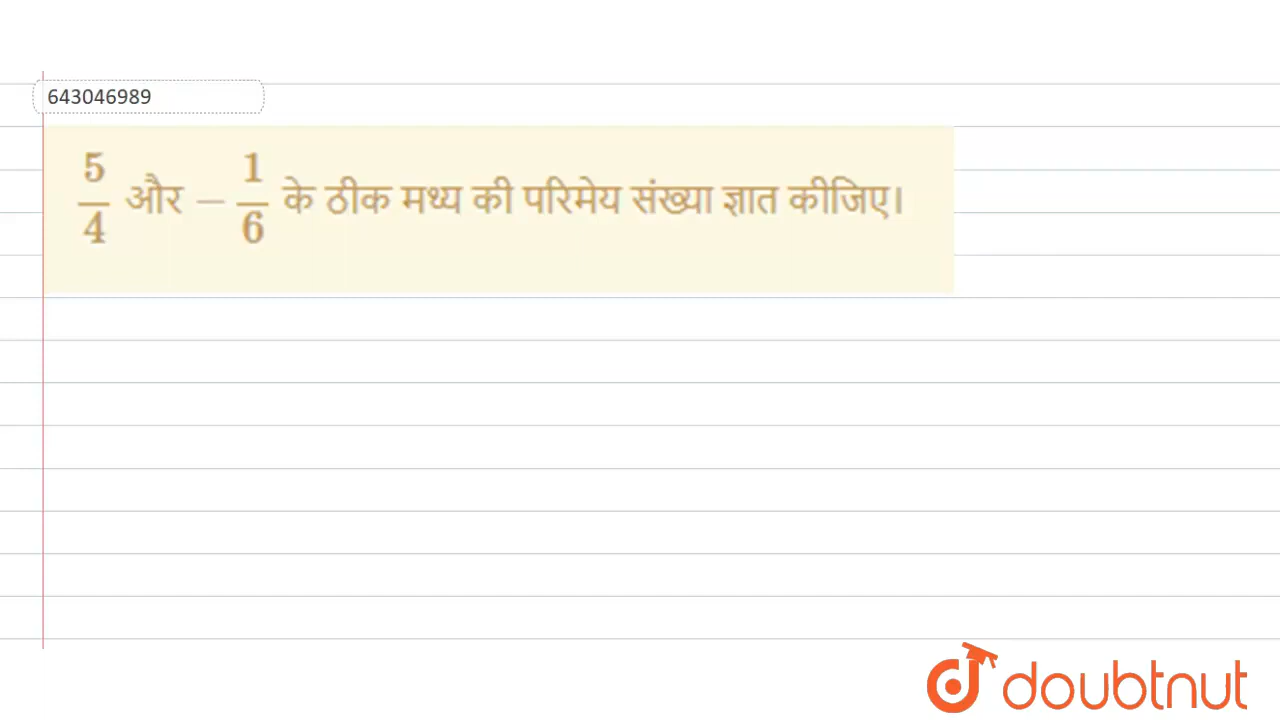 643046989
5/4 और - 1/6 के ठीक मध्य की परिमेय संख्या ज्ञात कीजिए।
doubtnut